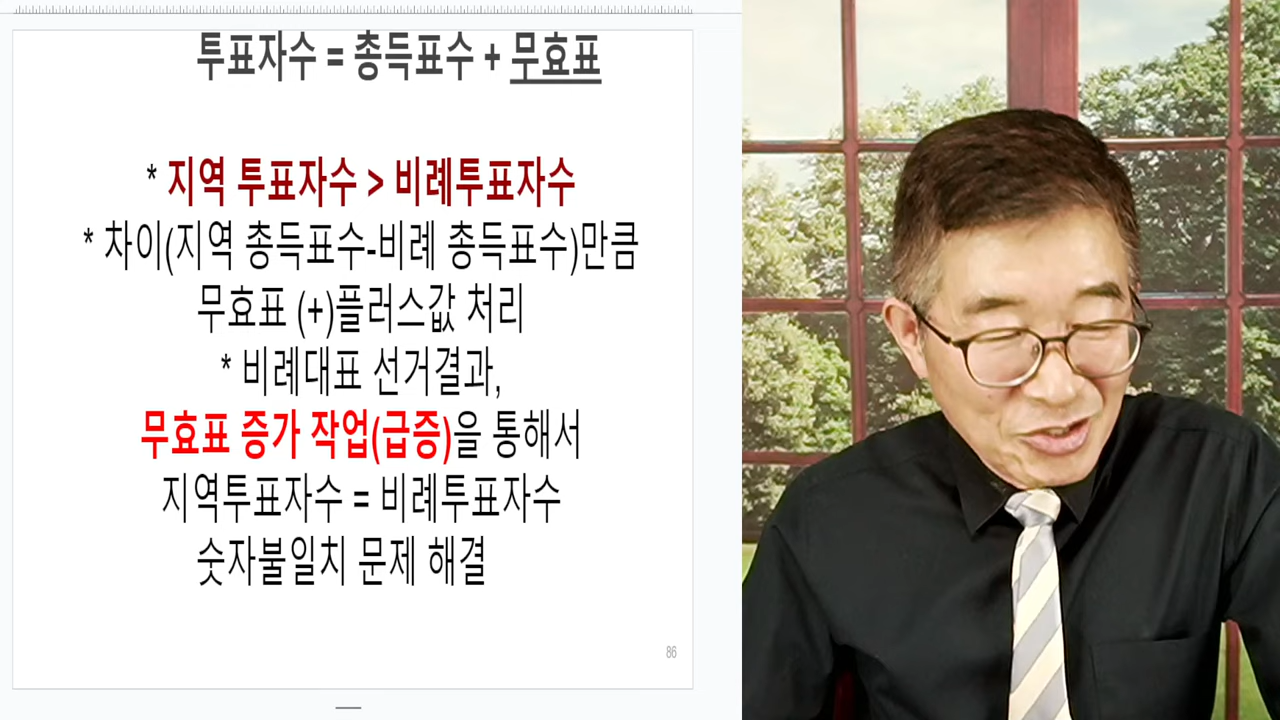 투표자수 = 총득표수 + 무효표
* 지역 투표자수 > 비례투표자수
* 차이(지역 총득표수-비례 총득표수)만큼
무효표 (+)플러스값 처리
* 비례대표 선거결과,
무효표 증가 작업(급증)을 통해서
지역투표자수 = 비례투표자수
숫자불일치 문제 해결
86